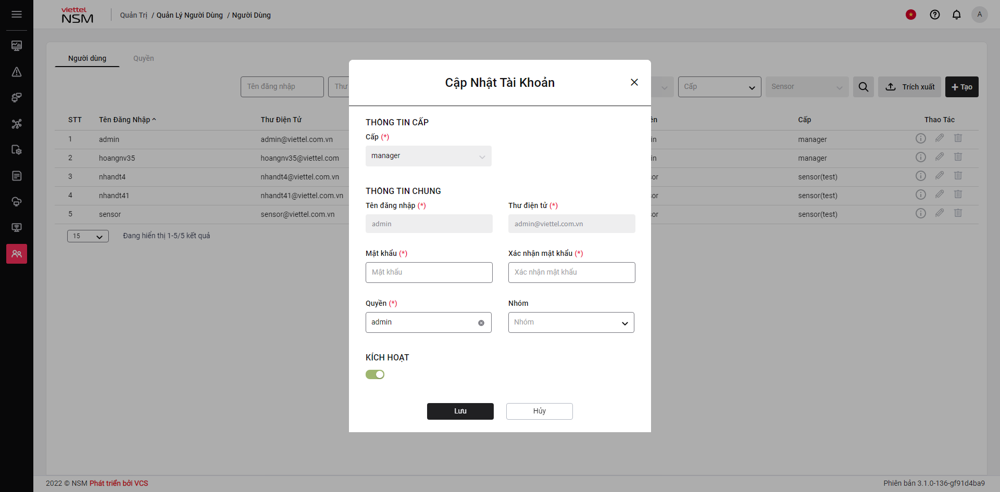 viettel
NSM
Quản Trị / Quản Lý Người Dùng / Người Dùng
A
Người dùng
Quyền
Tên đăng nhập
Thư
Cấp
Sensor
Trích xuất
Tạo
STT Tên Đăng Nhập Thư Điện Tử Cấp Thao Tác
1 admin admin@viettel.com.vn manager
2 hoangnv35 hoangnv35@viettel.com manager
3 nhandt4 nhandt4@viettel.com.vn sensor(test)
4 nhandt41 nhandt41@viettel.com.vn sensor(test)
5 sensor sensor@viettel.com.vn sensor(test)
15 Đang hiển thị 1-5/5 kết quả
Cập Nhật Tài Khoản
THÔNG TIN CẤP
Cấp (*)
manager
THÔNG TIN CHUNG
Tên đăng nhập (*) Thư điện tử (*)
admin admin@viettel.com.vn
Mật khẩu (*) Xác nhận mật khẩu (*)
Mật khẩu Xác nhận mật khẩu
Quyền (*) Nhóm
admin Nhóm
KÍCH HOẠT
Lưu Hủy
2022 © NSM Phát triển bởi VCS
Phiên bản 3.1.0-136-gf91d4ba9